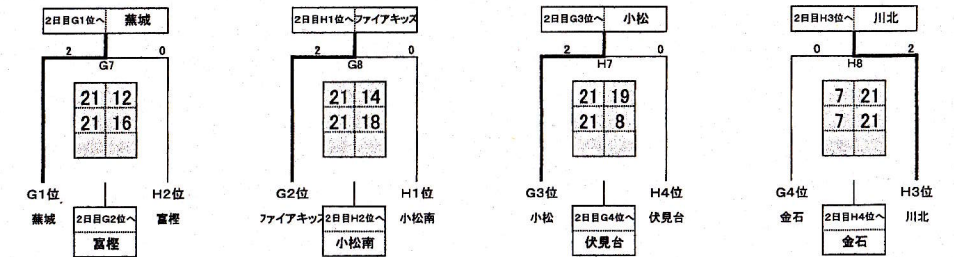 2日目G1位へ 蕪城
2 0
G7
21 12
21 16
G1位 H2位
蕪城 富樫
2日目G2位へ
富樫
2日目H1位へ ファイアキッズ
2 0
G8
21 14
21 18
G2位 H1位
ファイアキッズ 小松南
2日目H2位へ
小松南
2日目G3位へ 小松
2 0
H7
21 19
21 8
G3位 H4位
小松 伏見台
2日目G4位へ
伏見台
2日目H3位へ 川北
0 2
H8
7 21
7 21
G4位 H3位
金石 川北
2日目H4位へ
金石